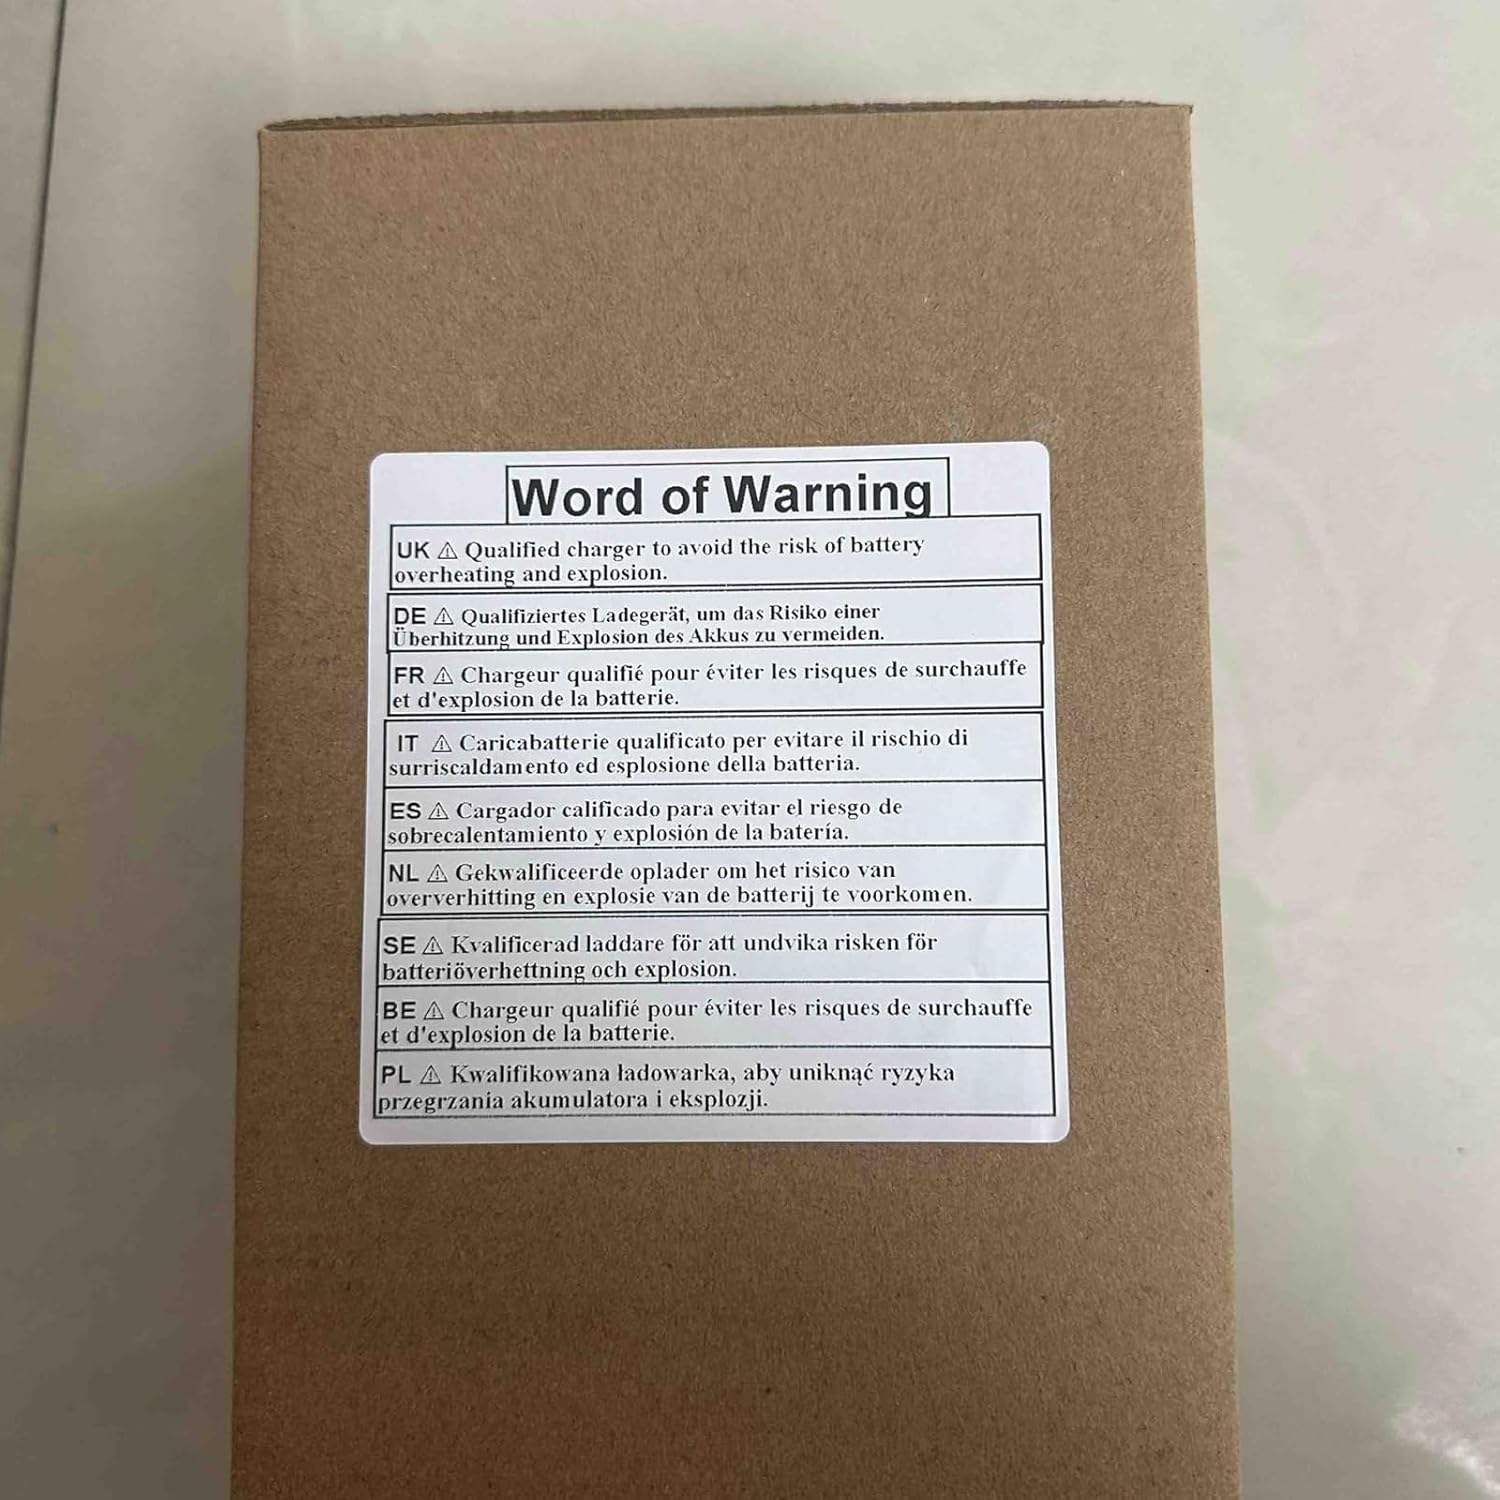 Word of Warning
UK ⚠ Qualified charger to avoid the risk of battery
overheating and explosion.
DE ⚠ Qualifiziertes Ladegerät, um das Risiko einer
Überhitzung und Explosion des Akkus zu vermeiden.
FR ⚠ Chargeur qualifié pour éviter les risques de surchauffe
et d'explosion de la batterie.
IT ⚠ Caricabatterie qualificato per evitare il rischio di
surriscaldamento ed esplosione della batteria.
ES ⚠ Cargador calificado para evitar el riesgo de
sobrecalentamiento y explosión de la batería.
NL ⚠ Gekwalificeerde oplader om het risico van
oververhitting en explosie van de batterij te voorkomen.
SE ⚠ Kvalificerad laddare för att undvika risken för
batteriöverhettning och explosion.
BE ⚠ Chargeur qualifié pour éviter les risques de surchauffe
et d'explosion de la batterie.
PL ⚠ Kwalifikowana ładowarka, aby uniknąć ryzyka
przegrzania akumulatora i eksplozji.